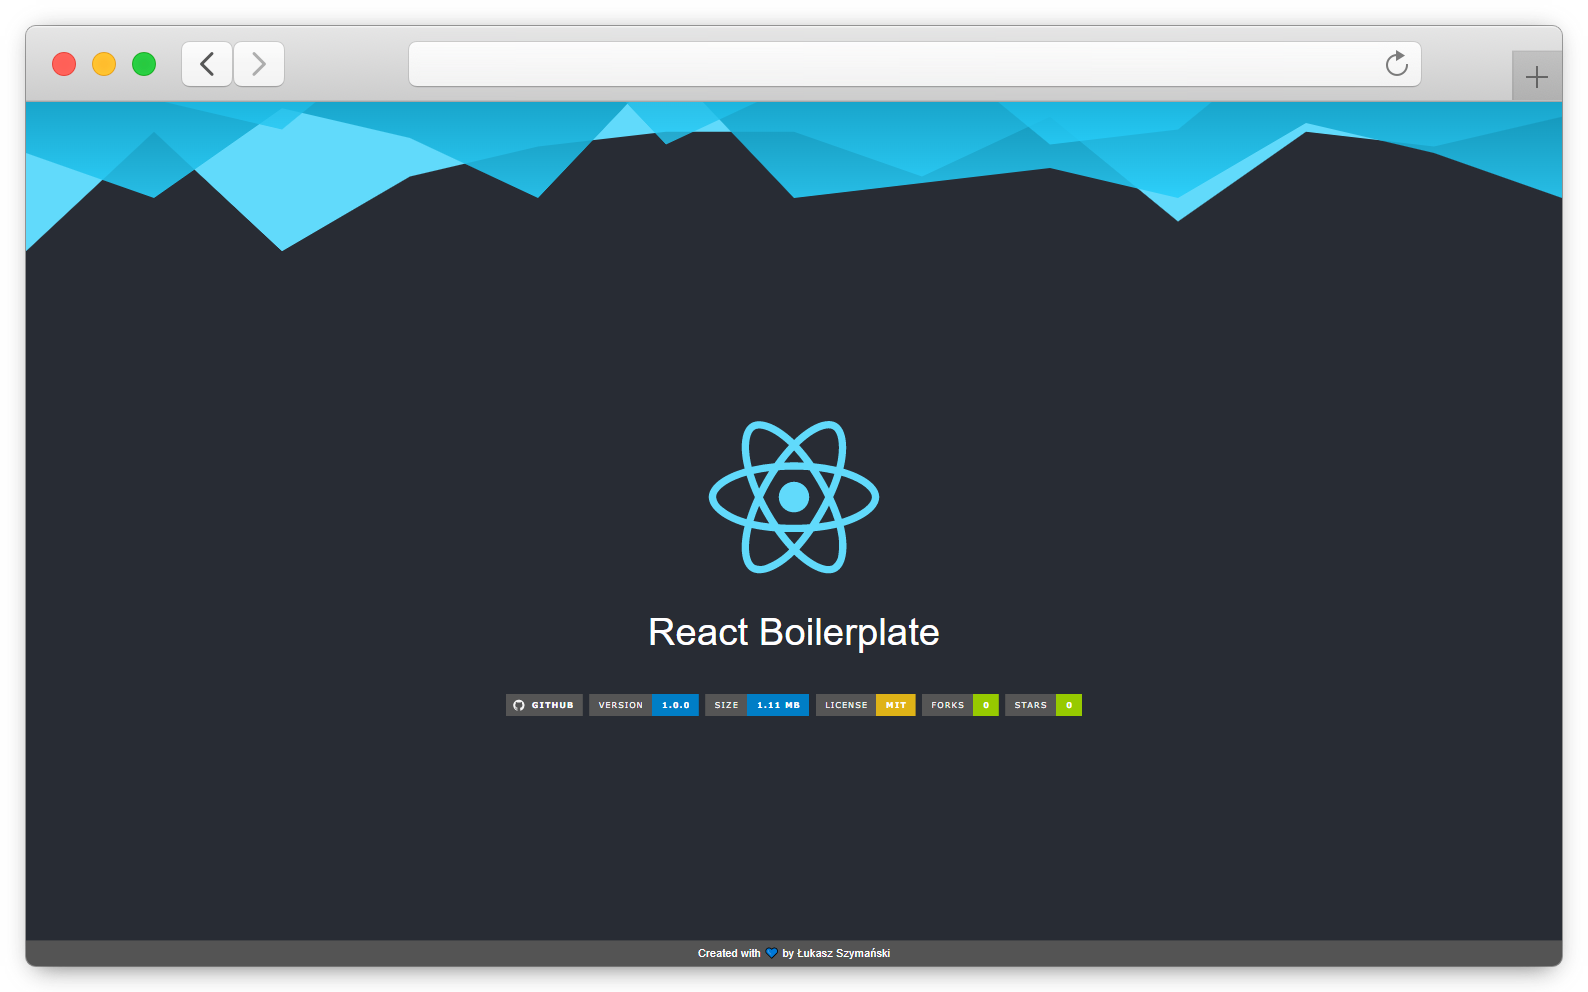 React Boilerplate
GITHUB VERSION 1.0.0 SIZE 1.11 MB LICENSE MIT FORKS 0 STARS 0
Created with 💙 by Łukasz Szymański